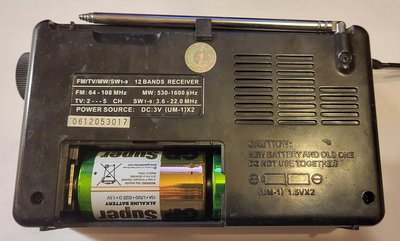 FM/TV/MW/SW1-9 12 BANDS RECEIVER
FM: 64 - 108 MHz MW: 530-1600 kHz
TV: 2 - - - 5 CH SW1-9: 3.6 - 22.0 MHz
POWER SOURCE: DC:3V (UM-1)X2
0612053017
CAUTION:
NEW BATTERY AND OLD ONE
DO NOT USE TOGETHER
(UM-1) 1.5VX2
super
ALKALINE BATTERY
super